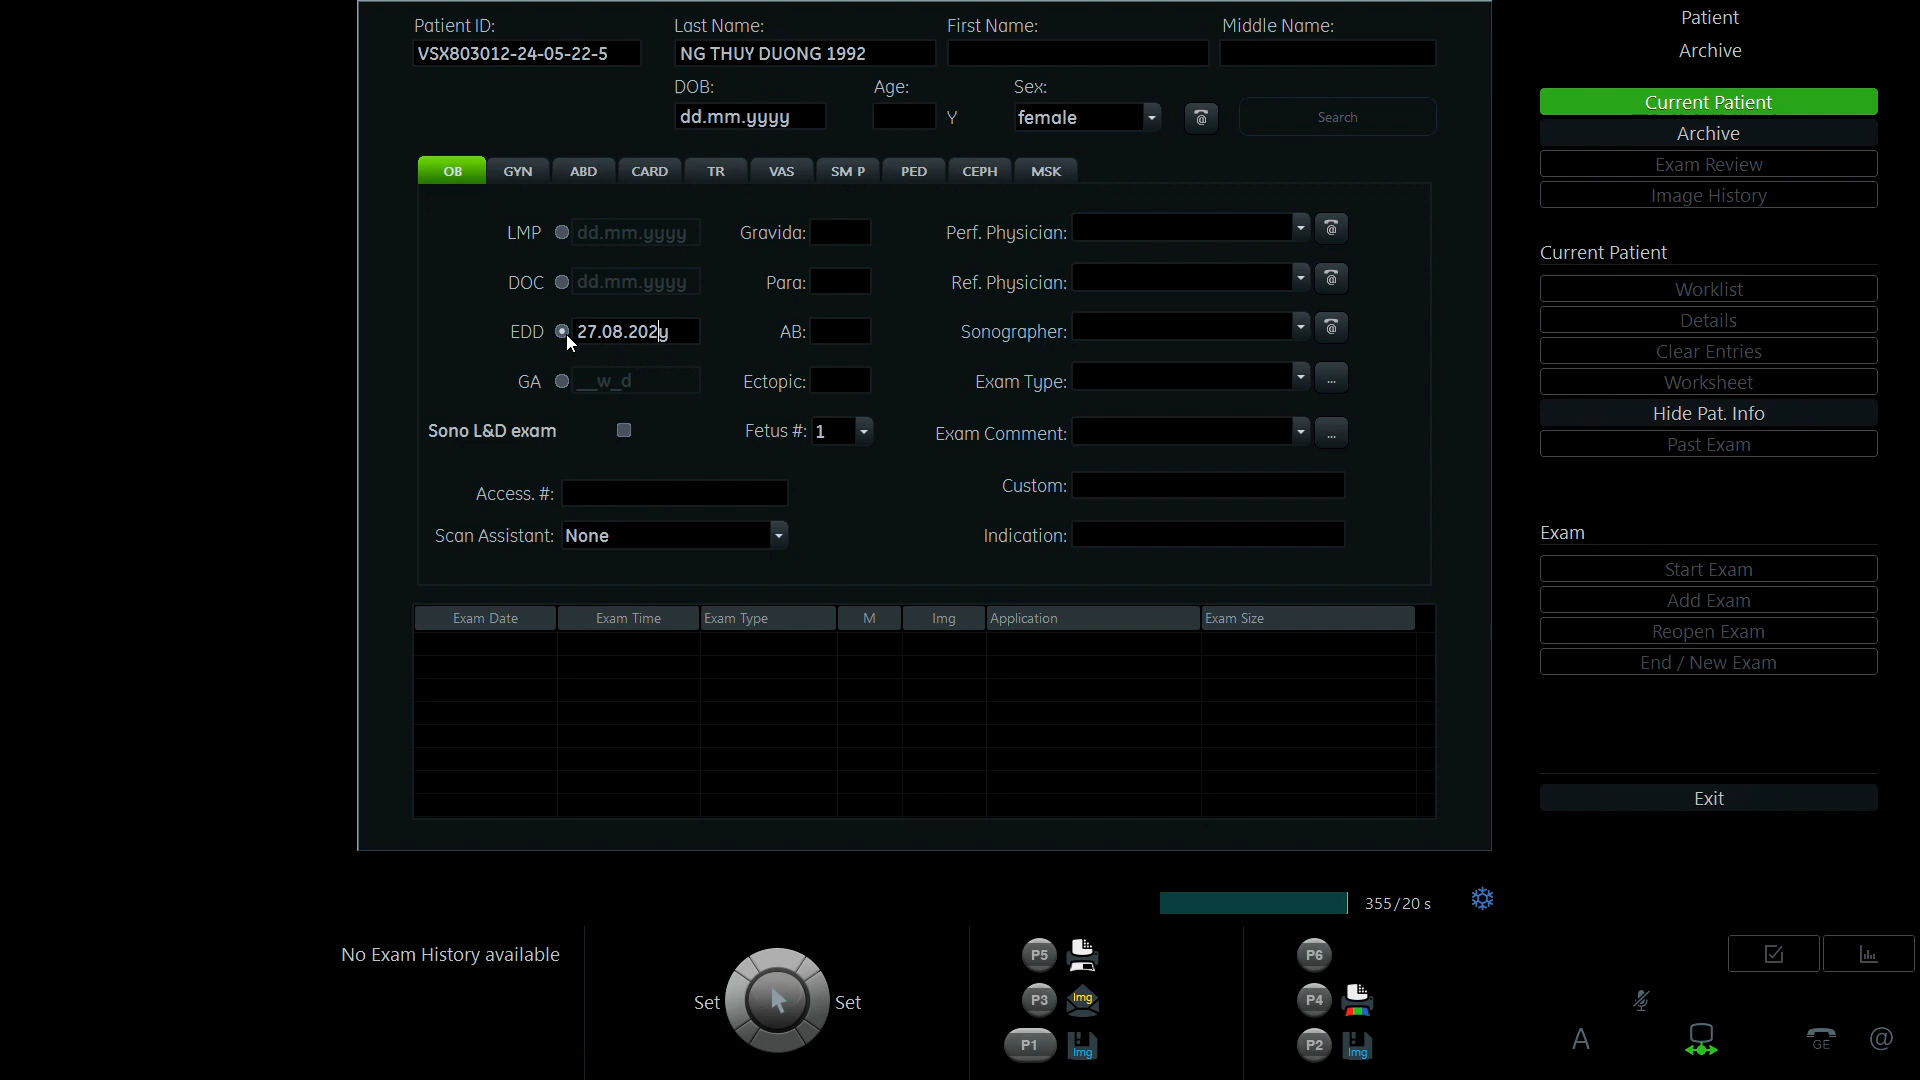 Patient ID: Last Name: First Name: Middle Name:
VSX803012-24-05-22-5 NG THUY DUONG 1992
DOB: Age: Sex:
dd.mm.yyyy Y female Search
OB GYN ABD CARD TR VAS SM P PED CEPH MSK
LMP dd.mm.yyyy Gravida: Perf. Physician:
DOC dd.mm.yyyy Para: Ref. Physician:
EDD 27.08.202y AB: Sonographer:
GA __w_d Ectopic: Exam Type: ...
Sono L&D exam Fetus #: 1 Exam Comment: ...
Access. #: Custom:
Scan Assistant: None Indication:
Exam Date Exam Time Exam Type M Img Application Exam Size
355/20 s
Patient
Archive
Current Patient
Archive
Exam Review
Image History
Current Patient
Worklist
Details
Clear Entries
Worksheet
Hide Pat. Info
Past Exam
Exam
Start Exam
Add Exam
Reopen Exam
End / New Exam
Exit
No Exam History available
Set Set
P5
P3 Img
P1 Img
P6
P4
P2 Img
A GE @